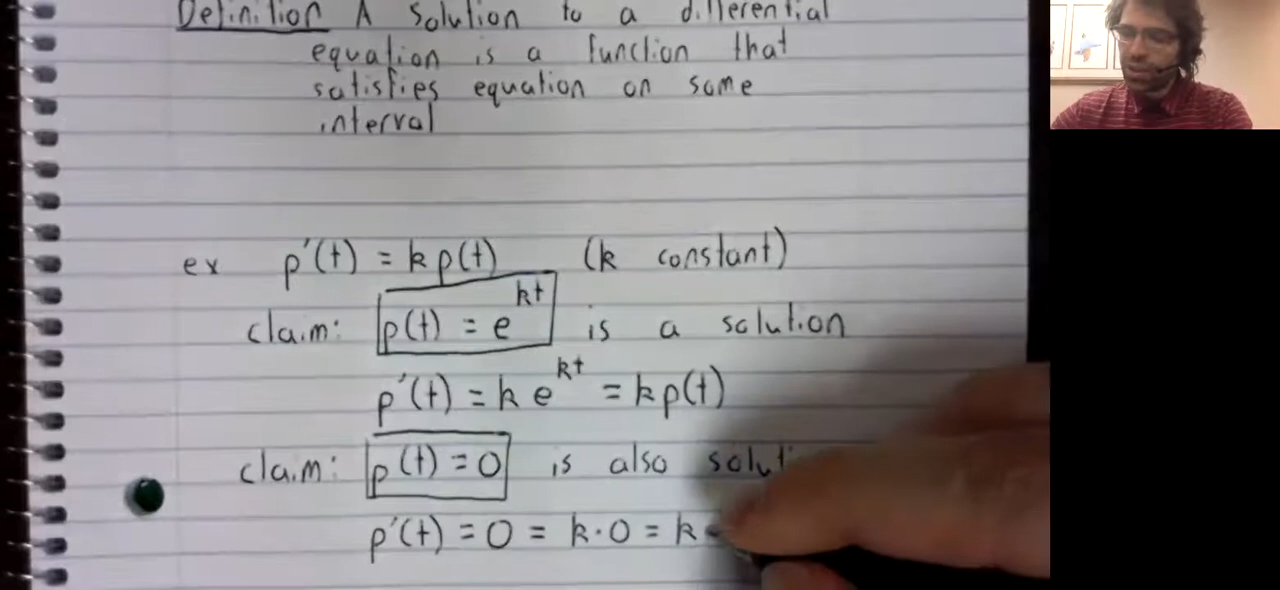 Definition A solution to a differential
equation is a function that
satisfies equation on some
interval
ex p'(t) = kp(t) (k constant)
claim: p(t) = e^{kt} is a solution
p'(t) = k e^{kt} = kp(t)
claim: p(t) = 0 is also
p'(t) = 0 = k·0 = k